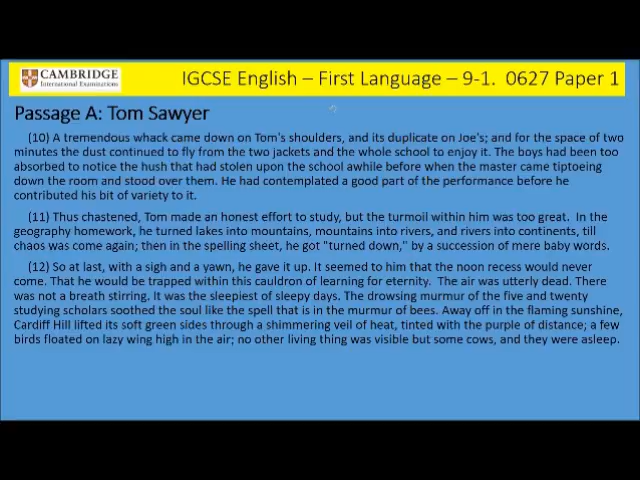 CAMBRIDGE
International Examinations
IGCSE English – First Language – 9-1. 0627 Paper 1
Passage A: Tom Sawyer
(10) A tremendous whack came down on Tom's shoulders, and its duplicate on Joe's; and for the space of two
minutes the dust continued to fly from the two jackets and the whole school to enjoy it. The boys had been too
absorbed to notice the hush that had stolen upon the school awhile before when the master came tiptoeing
down the room and stood over them. He had contemplated a good part of the performance before he
contributed his bit of variety to it.
(11) Thus chastened, Tom made an honest effort to study, but the turmoil within him was too great. In the
geography homework, he turned lakes into mountains, mountains into rivers, and rivers into continents, till
chaos was come again; then in the spelling sheet, he got "turned down," by a succession of mere baby words.
(12) So at last, with a sigh and a yawn, he gave it up. It seemed to him that the noon recess would never
come. That he would be trapped within this cauldron of learning for eternity. The air was utterly dead. There
was not a breath stirring. It was the sleepiest of sleepy days. The drowsing murmur of the five and twenty
studying scholars soothed the soul like the spell that is in the murmur of bees. Away off in the flaming sunshine,
Cardiff Hill lifted its soft green sides through a shimmering veil of heat, tinted with the purple of distance; a few
birds floated on lazy wing high in the air; no other living thing was visible but some cows, and they were asleep.